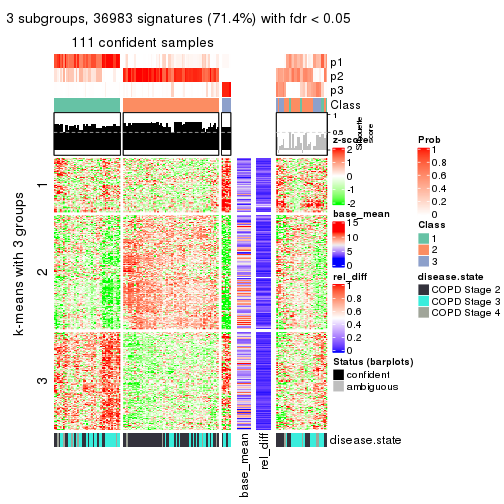 3 subgroups, 36983 signatures (71.4%) with fdr < 0.05
111 confident samples
p1
p2
p3
Class
1
0.5
0
Silhouette
score
z-score
2
1
0
-1
-2
base_mean
15
10
5
0
rel_diff
1
0.8
0.6
0.4
0.2
0
Status (barplots)
confident
ambiguous
Prob
1
0.8
0.6
0.4
0.2
0
Class
1
2
3
disease.state
COPD Stage 2
COPD Stage 3
COPD Stage 4
k-means with 3 groups
1
2
3
disease.state
base_mean
rel_diff